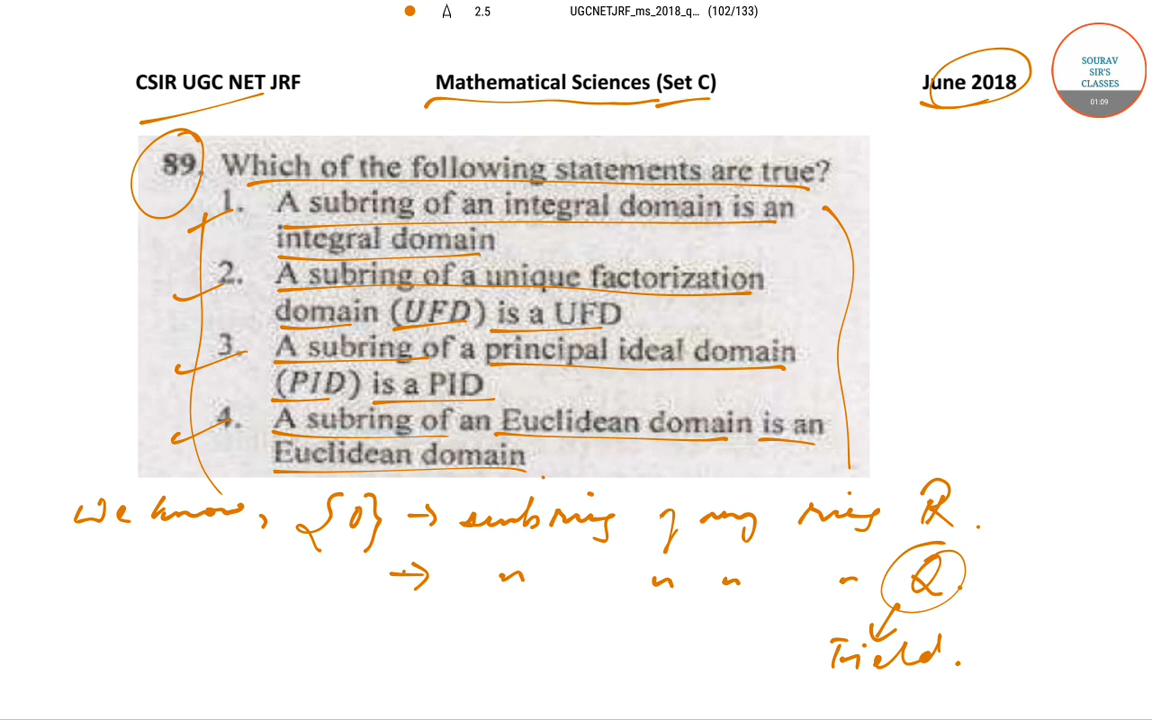 2.5 UGCNETJRF_ms_2018_q... (102/133)
CSIR UGC NET JRF Mathematical Sciences (Set C) June 2018
SOURAV
SIR'S
CLASSES
01:09
89. Which of the following statements are true?
1. A subring of an integral domain is an
integral domain
2. A subring of a unique factorization
domain (UFD) is a UFD
3. A subring of a principal ideal domain
(PID) is a PID
4. A subring of an Euclidean domain is an
Euclidean domain
We know, {0} → subring of any ring R.
→ " " " " Q.
Field.